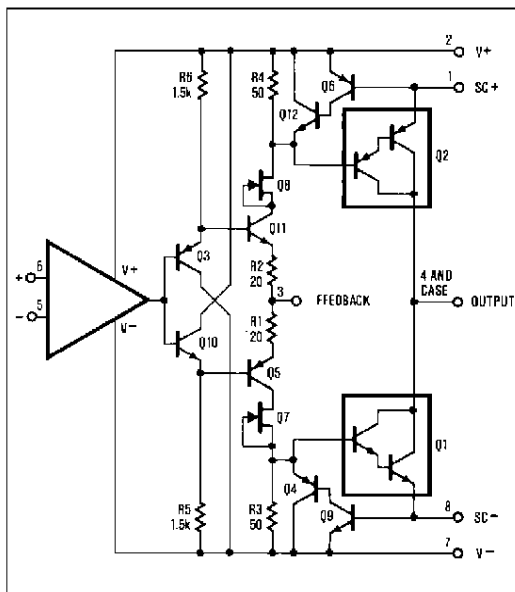 2
V+
1
SC+
R6
1.5k
R4
50
Q6
Q12
Q2
Q8
Q11
Q3
R2
20
4 AND
CASE
6
+
V+
3
FFEDBACK
OUTPUT
5
−
V−
R1
120
Q10
Q5
Q7
Q1
Q4
Q9
R5
1.5k
R3
50
8
SC−
7
V−